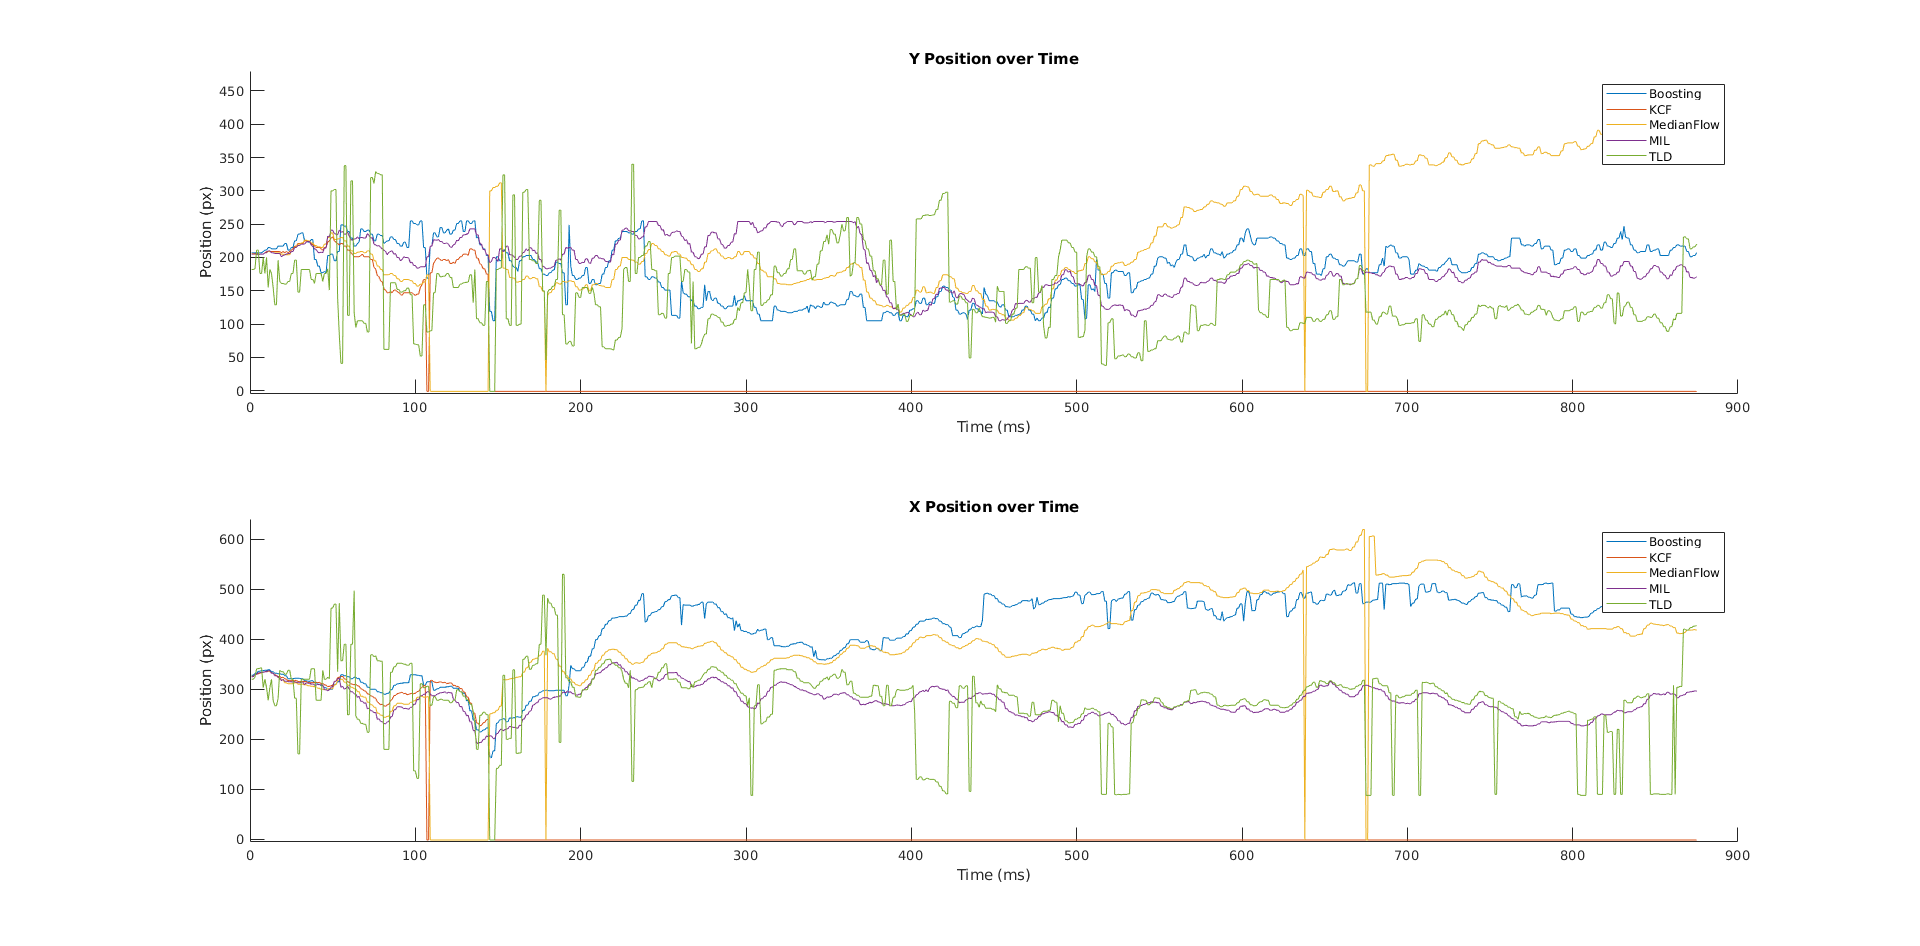 Y Position over Time
Position (px)
450
400
350
300
250
200
150
100
50
0
0 100 200 300 400 500 600 700 800 900
Time (ms)
Boosting
KCF
MedianFlow
MIL
TLD
X Position over Time
Position (px)
600
500
400
300
200
100
0
0 100 200 300 400 500 600 700 800 900
Time (ms)
Boosting
KCF
MedianFlow
MIL
TLD